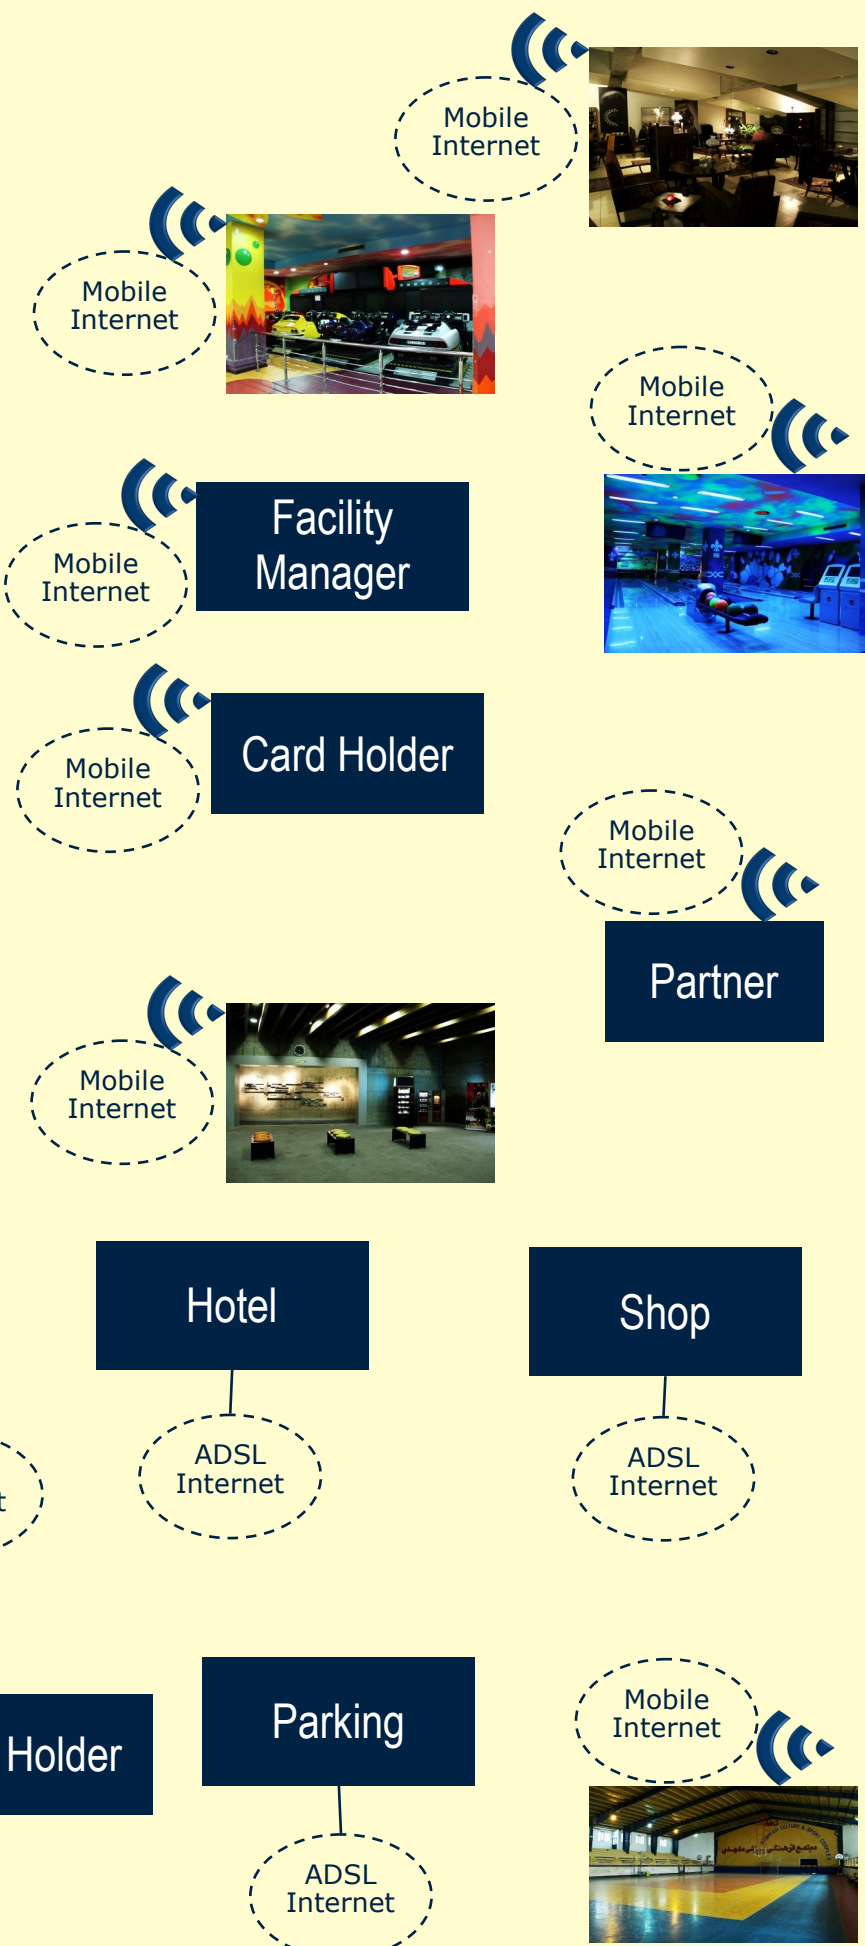 Mobile
Internet
Mobile
Internet
Mobile
Internet
Facility
Manager
Mobile
Internet
Card Holder
Mobile
Internet
Mobile
Internet
Partner
Mobile
Internet
Hotel
Shop
ADSL
Internet
ADSL
Internet
t
Parking
Holder
Mobile
Internet
ADSL
Internet